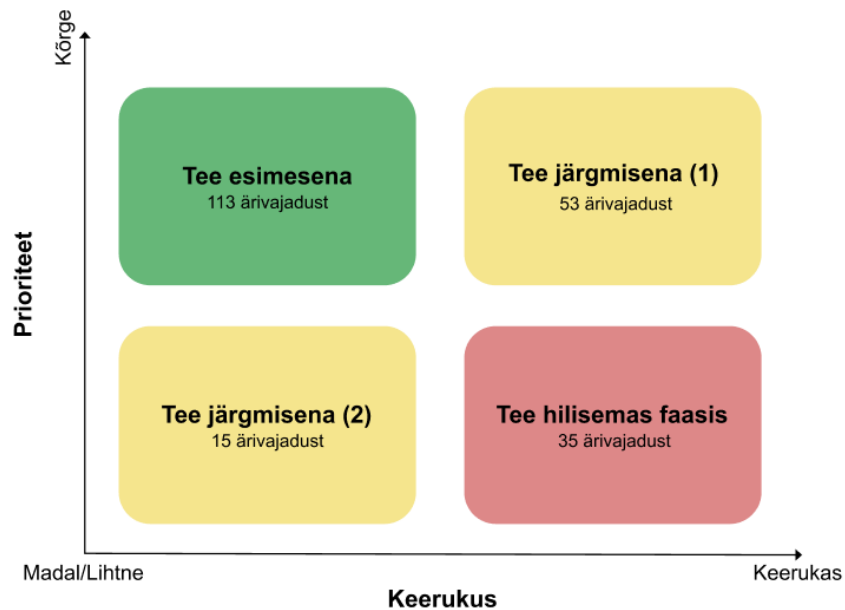 Kõrge
Prioriteet
Tee esimesena
113 ärivajadust
Tee järgmisena (1)
53 ärivajadust
Tee järgmisena (2)
15 ärivajadust
Tee hilisemas faasis
35 ärivajadust
Madal/Lihtne
Keerukas
Keerukus